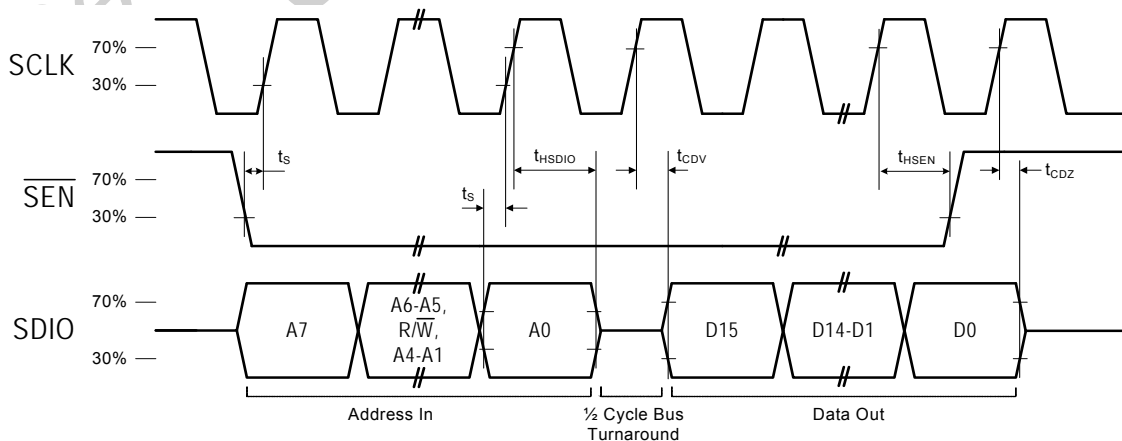 SCLK
70%
30%
tS
tHSDIO
tCDV
tHSEN
tCDZ
SEN
70%
30%
tS
SDIO
70%
30%
A7
A6-A5,
R/W,
A4-A1
A0
D15
D14-D1
D0
Address In
½ Cycle Bus
Turnaround
Data Out